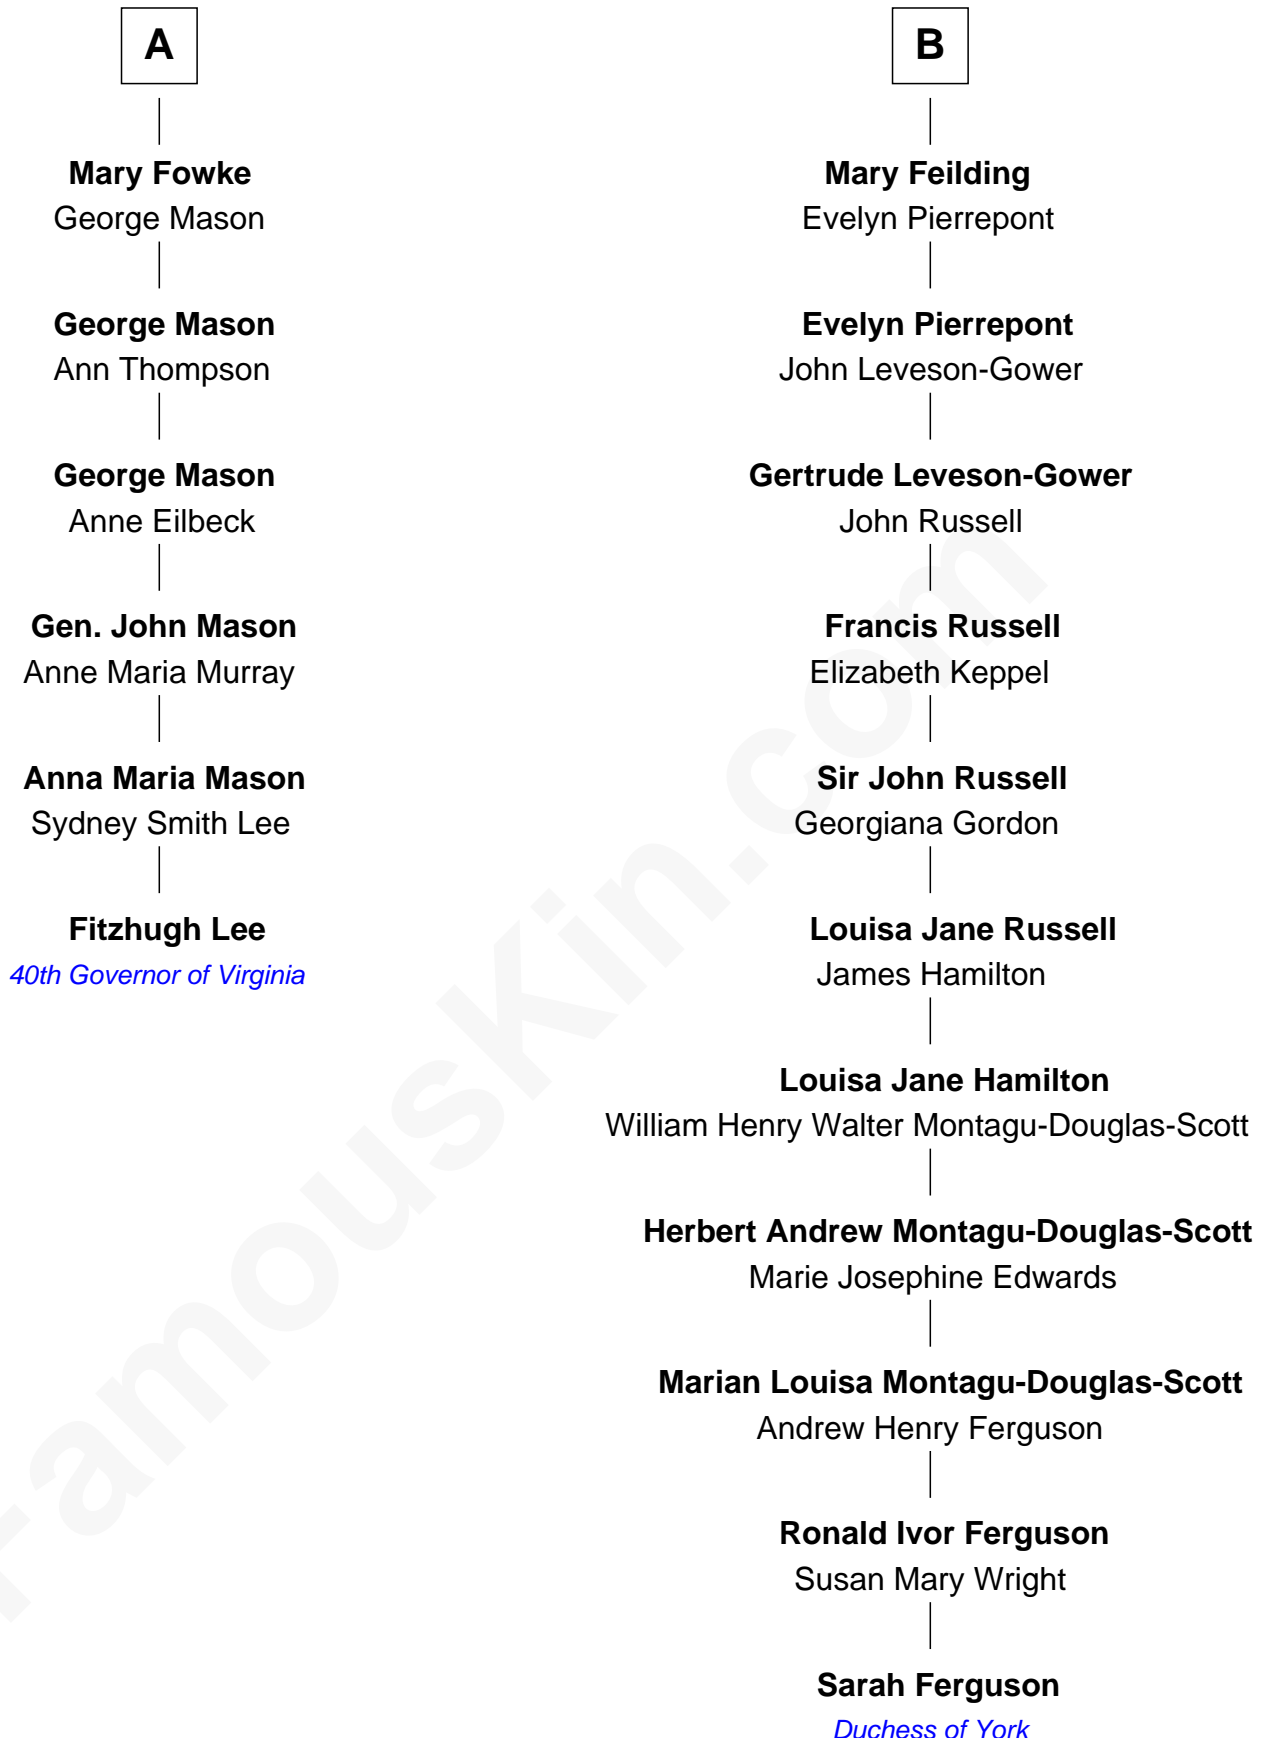 A
Mary Fowke
George Mason
George Mason
Ann Thompson
George Mason
Anne Eilbeck
Gen. John Mason
Anne Maria Murray
Anna Maria Mason
Sydney Smith Lee
Fitzhugh Lee
40th Governor of Virginia
B
Mary Feilding
Evelyn Pierrepont
Evelyn Pierrepont
John Leveson-Gower
Gertrude Leveson-Gower
John Russell
Francis Russell
Elizabeth Keppel
Sir John Russell
Georgiana Gordon
Louisa Jane Russell
James Hamilton
Louisa Jane Hamilton
William Henry Walter Montagu-Douglas-Scott
Herbert Andrew Montagu-Douglas-Scott
Marie Josephine Edwards
Marian Louisa Montagu-Douglas-Scott
Andrew Henry Ferguson
Ronald Ivor Ferguson
Susan Mary Wright
Sarah Ferguson
Duchess of York
FamousKin.com